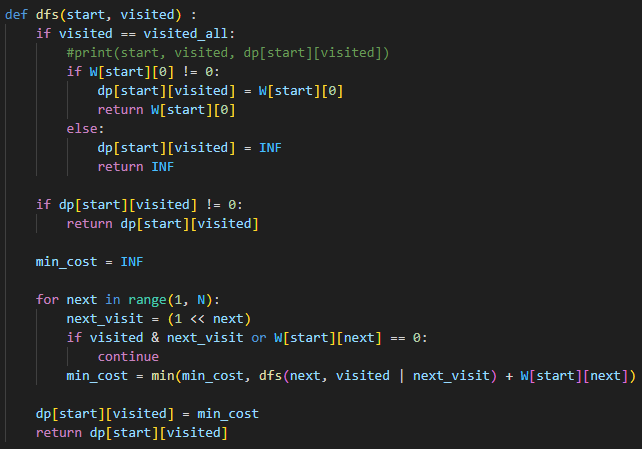 def dfs(start, visited) :
    if visited == visited_all:
        #print(start, visited, dp[start][visited])
        if W[start][0] != 0:
            dp[start][visited] = W[start][0]
            return W[start][0]
        else:
            dp[start][visited] = INF
            return INF

    if dp[start][visited] != 0:
        return dp[start][visited]

    min_cost = INF

    for next in range(1, N):
        next_visit = (1 << next)
        if visited & next_visit or W[start][next] == 0:
            continue
        min_cost = min(min_cost, dfs(next, visited | next_visit) + W[start][next])

    dp[start][visited] = min_cost
    return dp[start][visited]